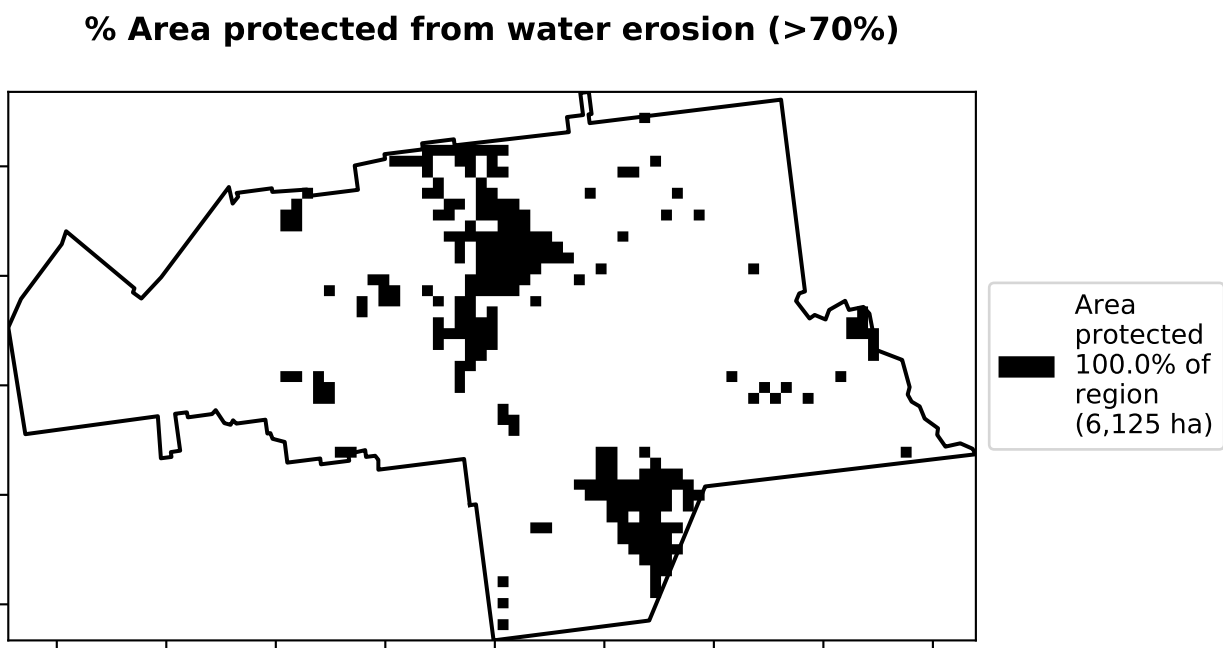 % Area protected from water erosion (>70%)
Area
protected
100.0% of
region
(6,125 ha)